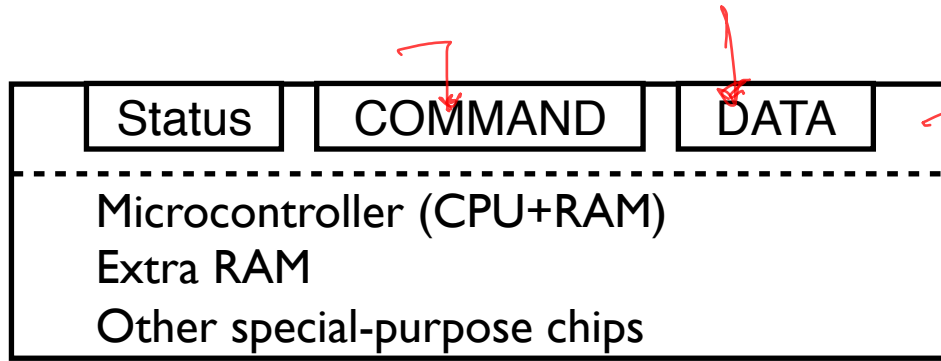 Status COMMAND DATA
Microcontroller (CPU+RAM)
Extra RAM
Other special-purpose chips